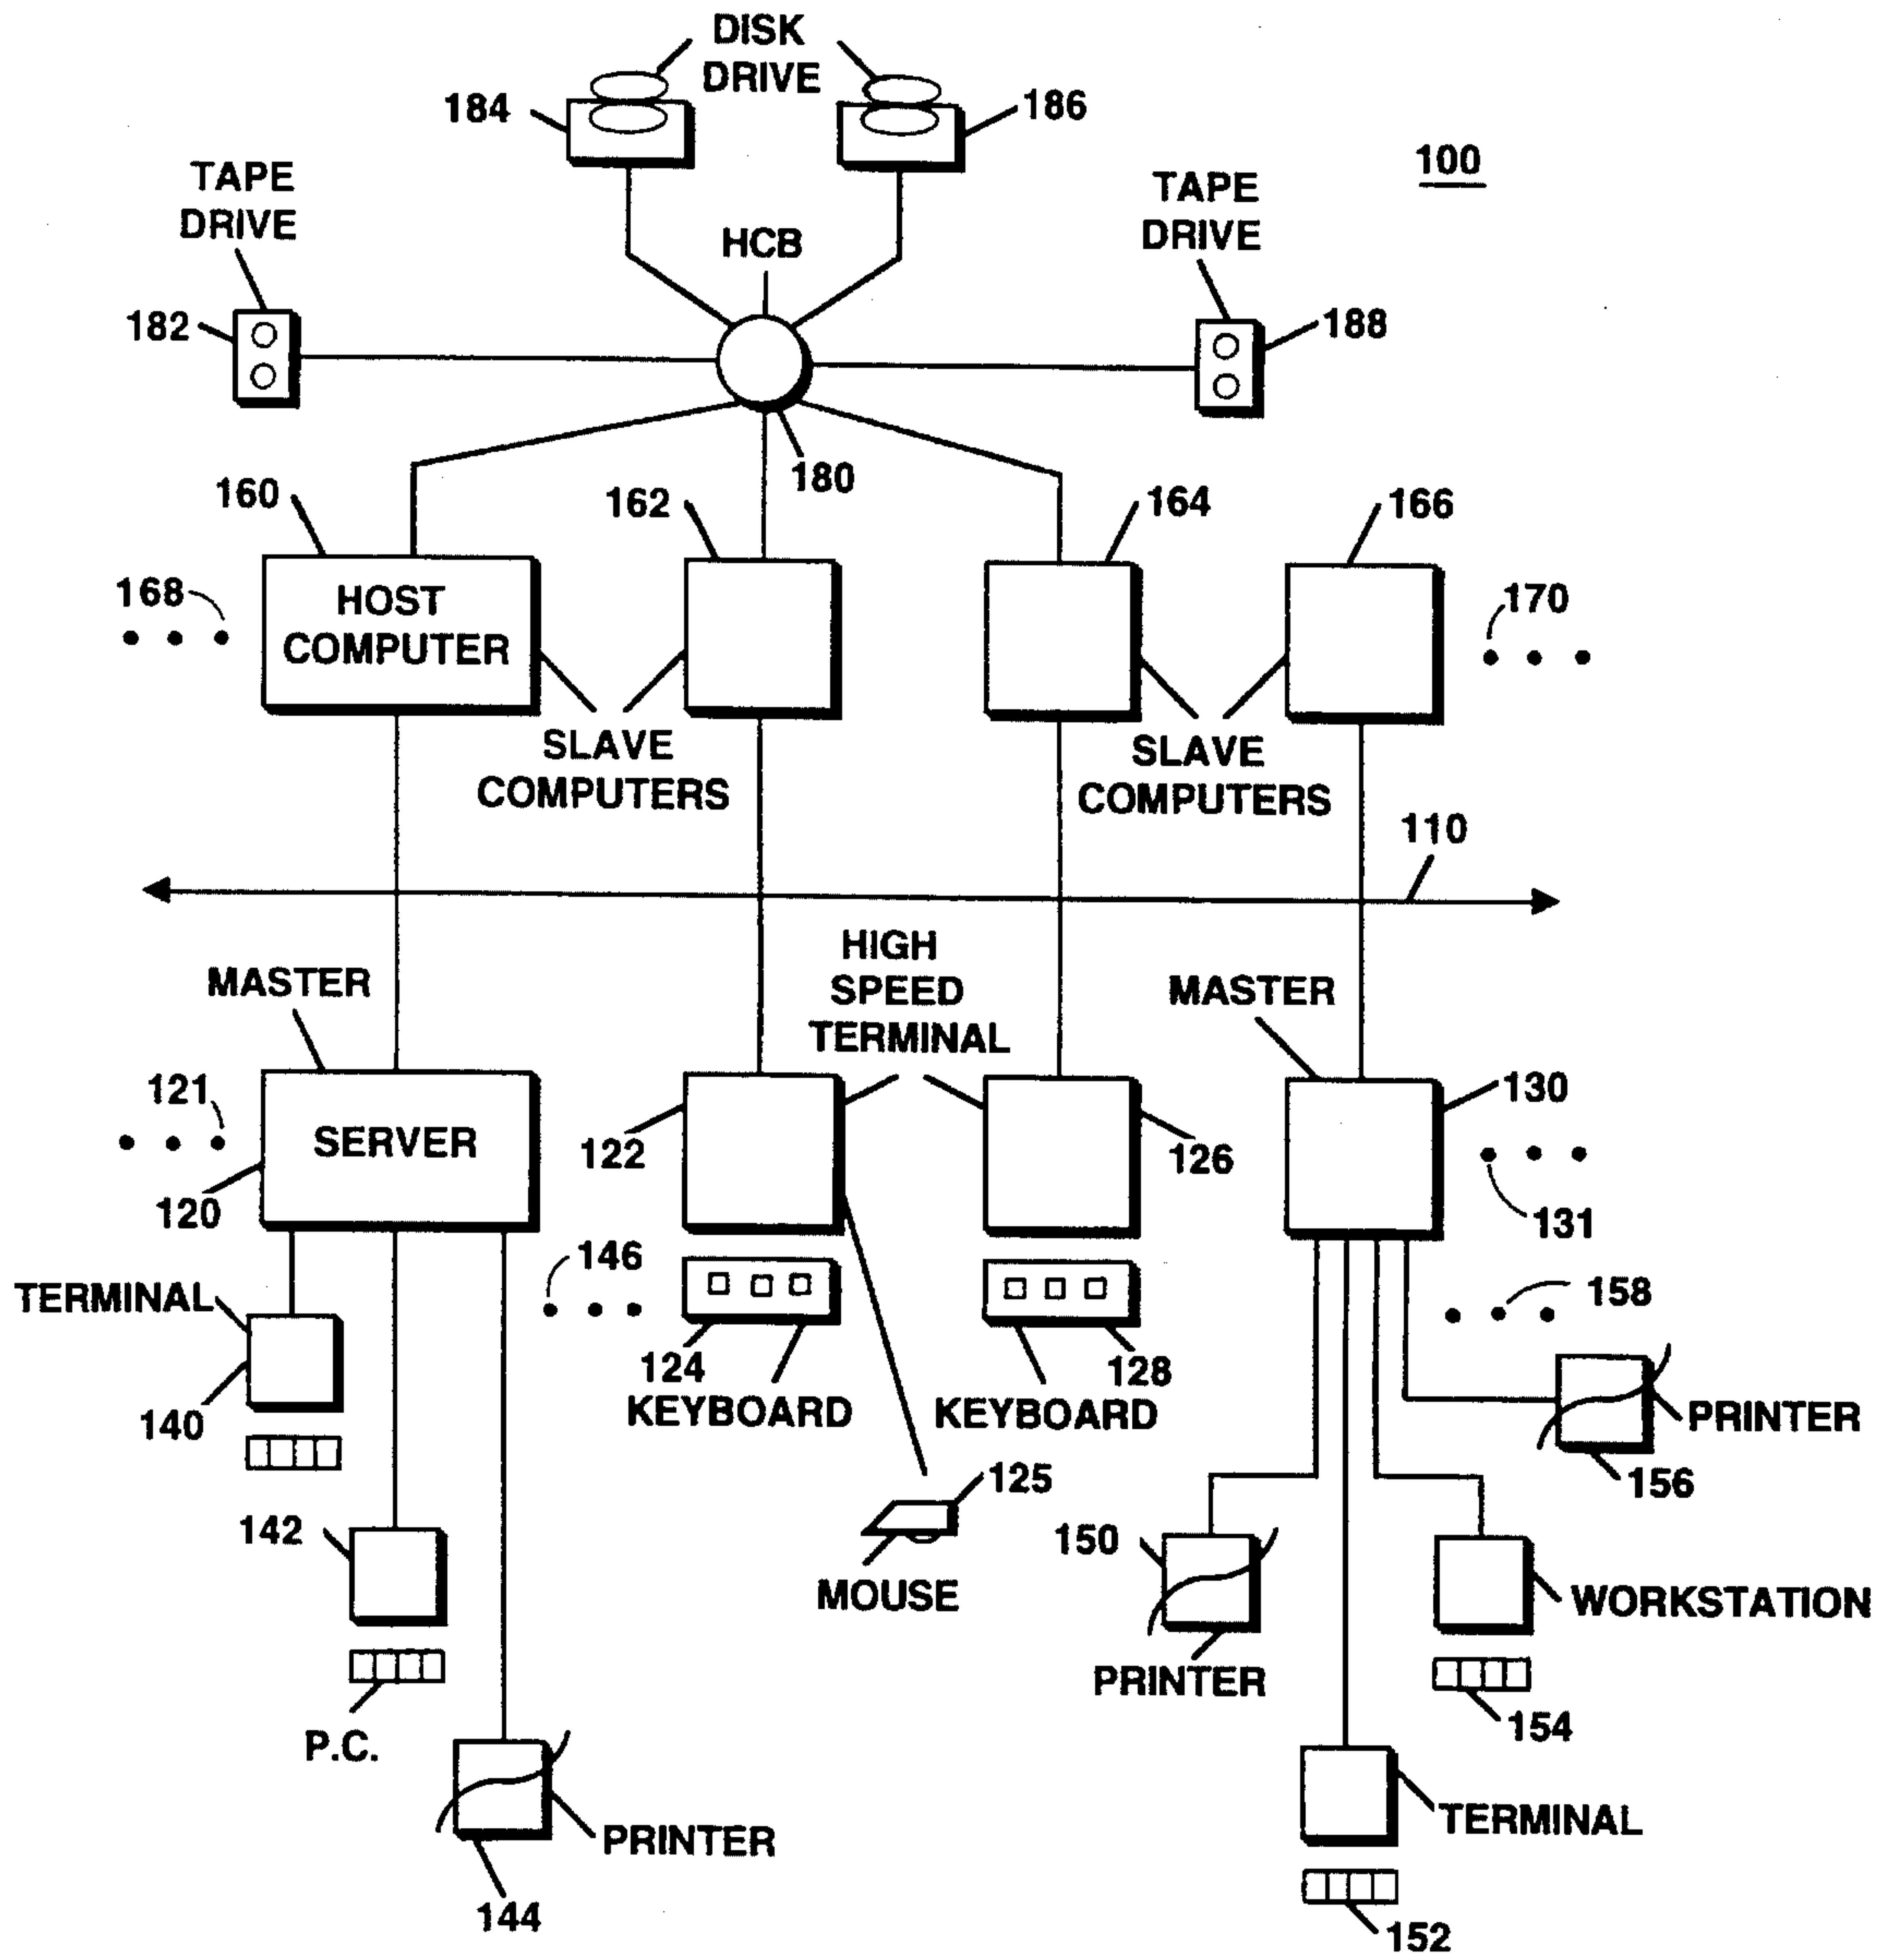 DISK
DRIVE
184
186
100
TAPE
DRIVE
TAPE
DRIVE
HCB
182
188
180
160
162
164
166
168
HOST
COMPUTER
170
SLAVE
COMPUTERS
SLAVE
COMPUTERS
110
HIGH
SPEED
TERMINAL
MASTER
MASTER
121
SERVER
120
122
126
130
131
146
158
TERMINAL
140
124
KEYBOARD
128
KEYBOARD
PRINTER
156
125
MOUSE
142
P.C.
150
PRINTER
WORKSTATION
154
PRINTER
144
TERMINAL
152